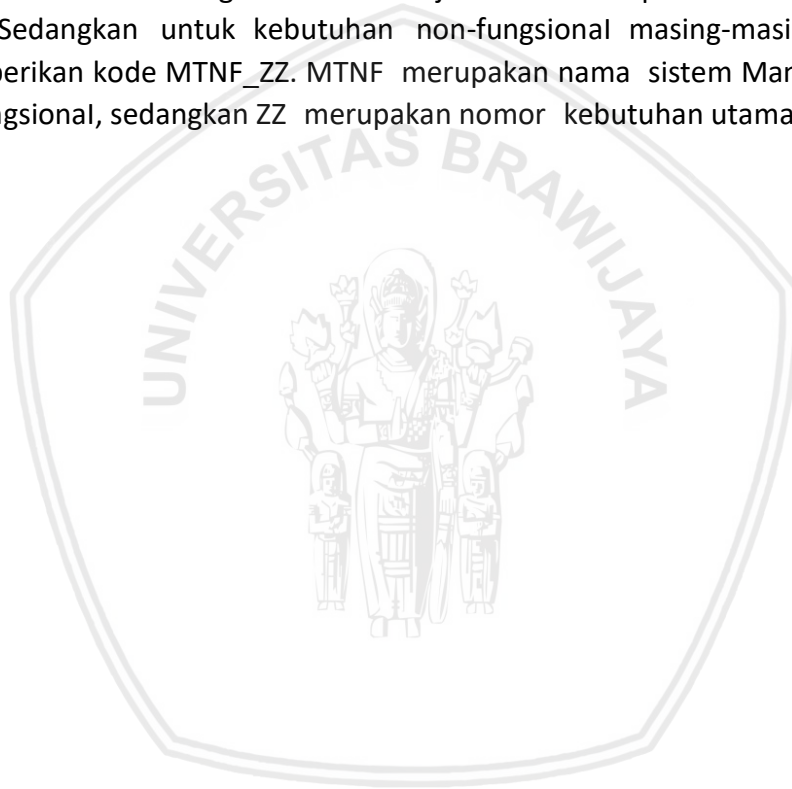 Sedangkan untuk kebutuhan non-fungsional masing-masi
berikan kode MTNF_ZZ. MTNF merupakan nama sistem Man
ngsional, sedangkan ZZ merupakan nomor kebutuhan utama
UNIVERSITAS BRAWIJAYA